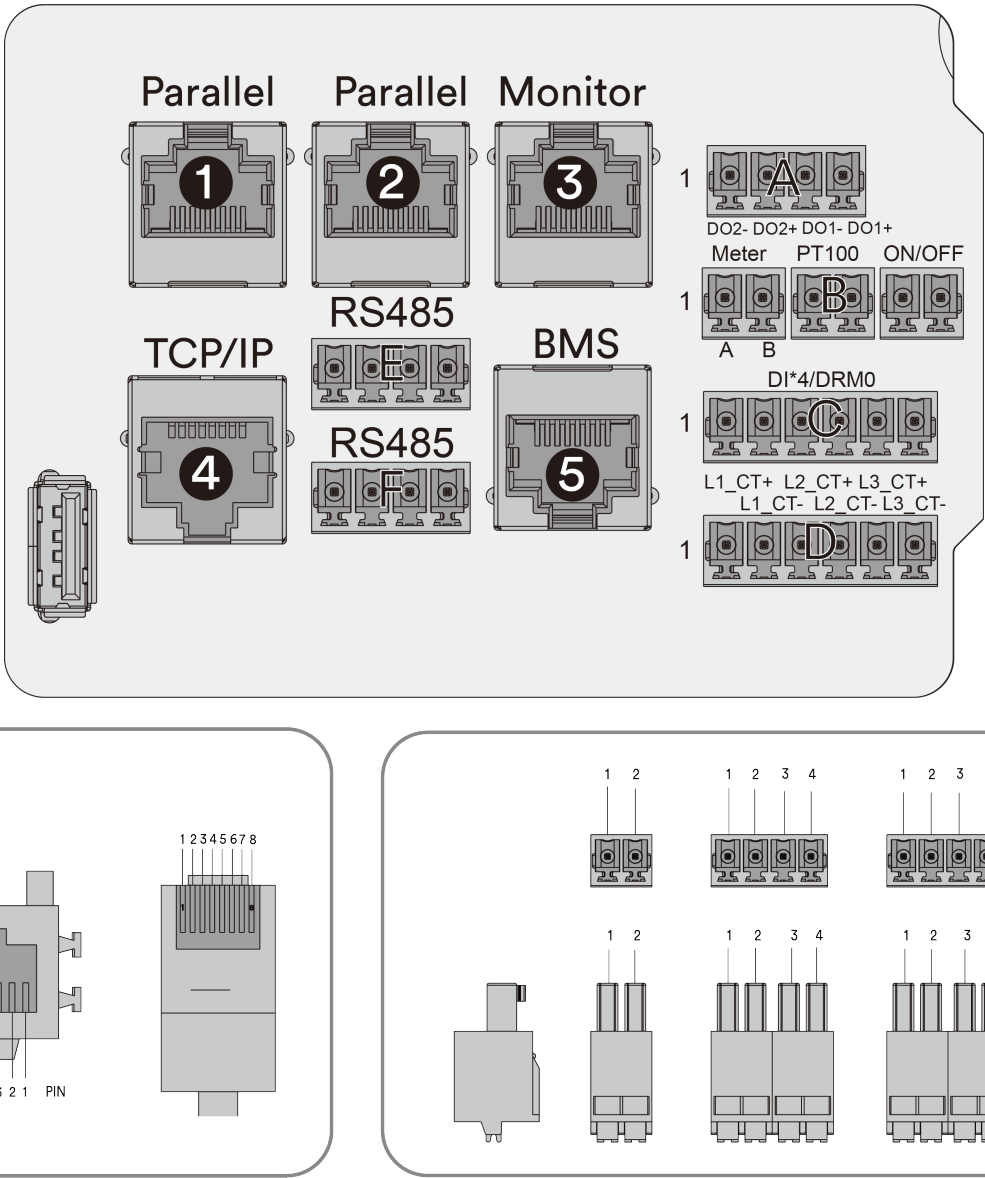 Parallel Parallel Monitor
1 2 3
1 A
DO2- DO2+ DO1- DO1+
Meter PT100 ON/OFF
1 B
A B
RS485
E
TCP/IP
BMS
DI*4/DRM0
1 C
RS485
F
4
5
L1_CT+ L2_CT+ L3_CT+
L1_CT- L2_CT- L3_CT-
1 D
1 2 3 4 5 6 7 8
1 8
3 2 1 PIN
1 2 1 2 3 4 1 2 3
1 2 1 2 3 4 1 2 3